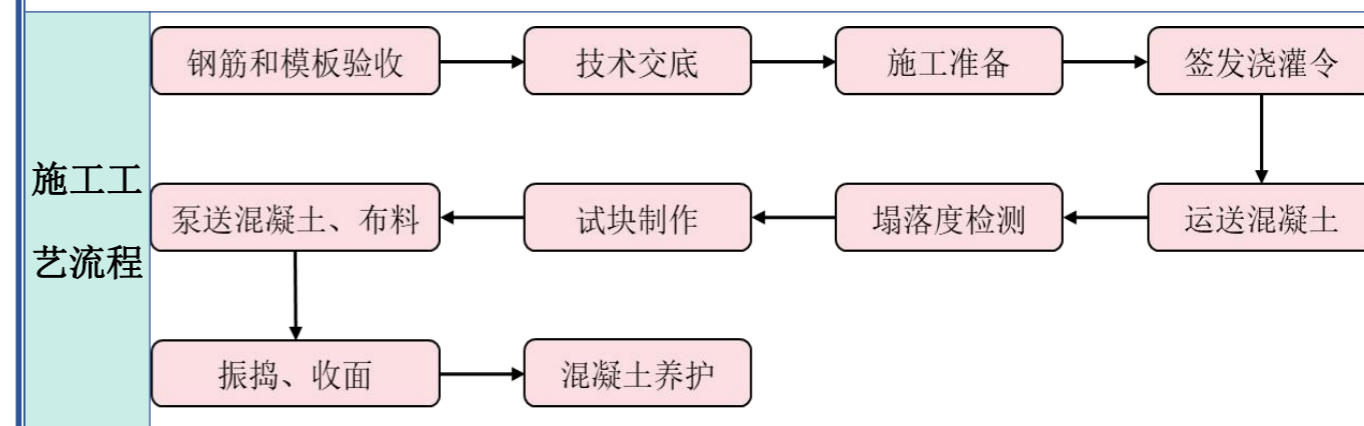 施工工
艺流程
钢筋和模板验收
技术交底
施工准备
签发浇灌令
运送混凝土
塌落度检测
试块制作
泵送混凝土、布料
振捣、收面
混凝土养护